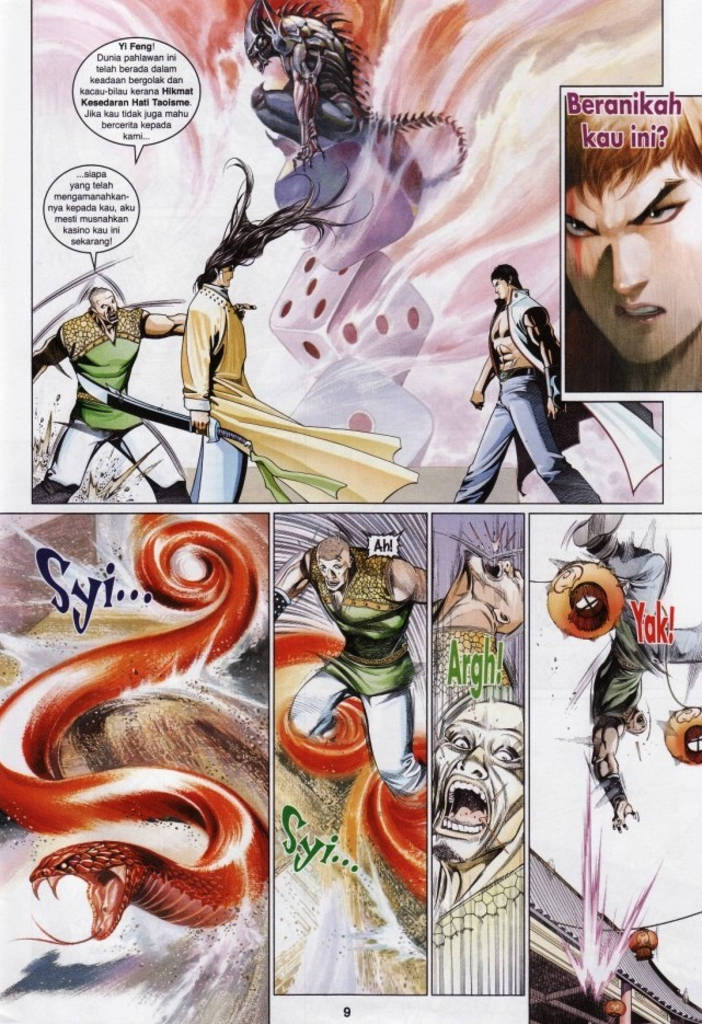 Yi Feng!
Dunia pahlawan ini
telah berada dalam
keadaan bergolak dan
kacau-bilau kerana Hikmat
Kesedaran Hati Taoisme.
Jika kau tidak juga mahu
bercerita kepada
kami...
...siapa
yang telah
mengamanahkan-
nya kepada kau, aku
mesti musnahkan
kasino kau ini
sekarang!
Beranikah
kau ini?
Syi...
Ah!
Syi...
Argh!
Yak!
9